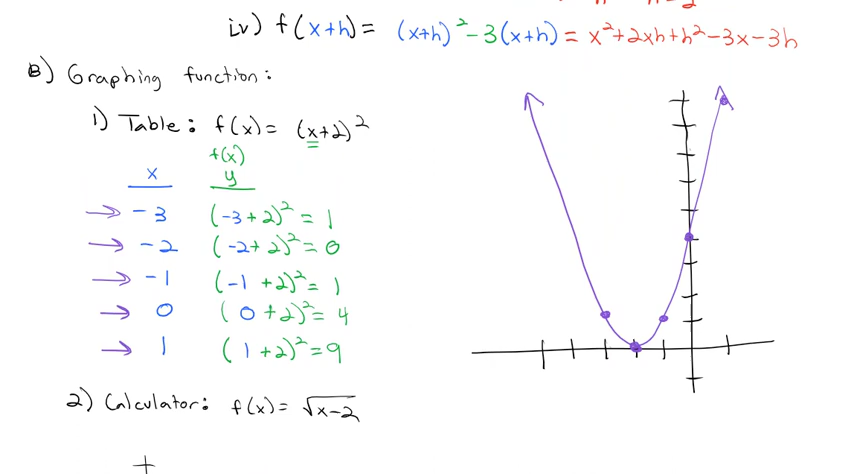 iv) f(x+h) = (x+h)² - 3(x+h) = x² + 2xh + h² - 3x - 3h
B) Graphing function:
1) Table: f(x) = (x+2)²
f(x)
x y
→ -3 (-3+2)² = 1
→ -2 (-2+2)² = 0
→ -1 (-1+2)² = 1
→ 0 (0+2)² = 4
→ 1 (1+2)² = 9
2) Calculator: f(x) = √x-2